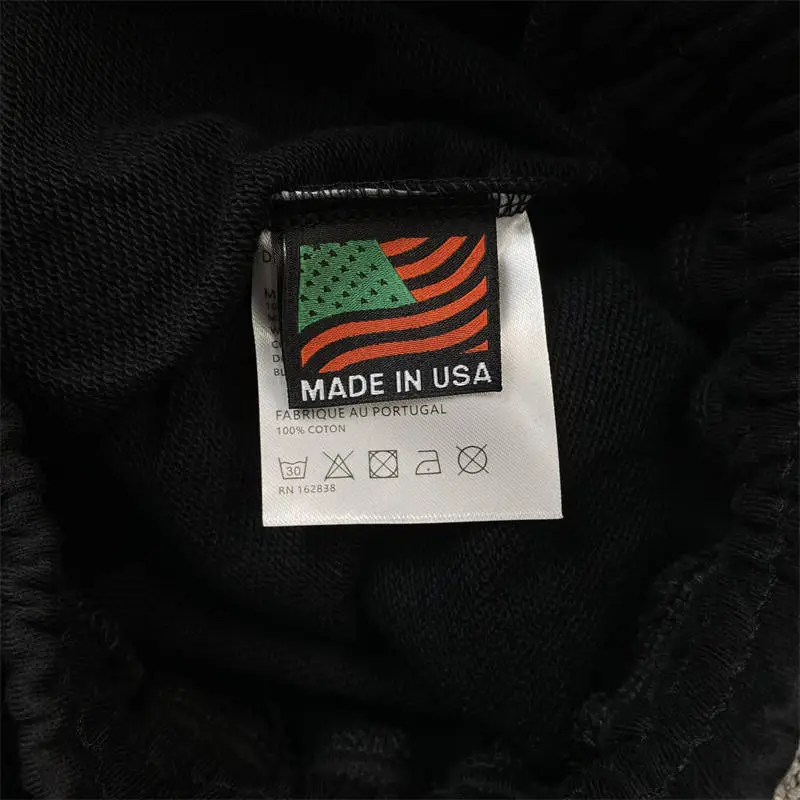 MADE IN USA
FABRIQUE AU PORTUGAL
100% COTON
30
RN 162838